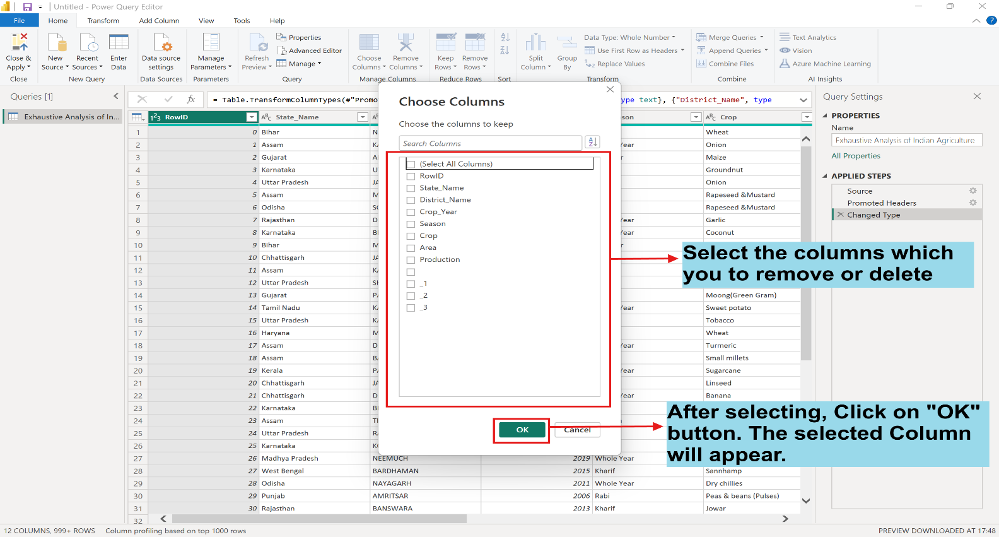 Untitled - Power Query Editor
File Home Transform Add Column View Tools Help
Close & Apply
Close
New Source
Recent Sources
Enter Data
New Query
Data source settings
Data Sources
Manage Parameters
Parameters
Refresh Preview
Properties
Advanced Editor
Manage
Query
Choose Columns
Remove Columns
Manage Columns
Keep Rows
Remove Rows
Reduce Rows
Sort
Split Column
Group By
Data Type: Whole Number
Use First Row as Headers
Replace Values
Transform
Merge Queries
Append Queries
Combine Files
Combine
Text Analytics
Vision
Azure Machine Learning
AI Insights
Queries [1]
Exhaustive Analysis of In...
fx
= Table.TransformColumnTypes(#"Promo
ype text}, {"District_Name", type
RowID State_Name Crop
1 0 Bihar Wheat
2 1 Assam Onion
3 2 Gujarat Maize
4 3 Karnataka Groundnut
5 4 Uttar Pradesh Onion
6 5 Assam Rapeseed &Mustard
7 6 Odisha Rapeseed &Mustard
8 7 Rajasthan Garlic
9 8 Karnataka Coconut
10 9 Bihar
11 10 Chhattisgarh
12 11 Assam
13 12 Uttar Pradesh
14 13 Gujarat Moong(Green Gram)
15 14 Tamil Nadu Sweet potato
16 15 Uttar Pradesh Tobacco
17 16 Haryana Wheat
18 17 Assam Turmeric
19 18 Assam Small millets
20 19 Kerala Sugarcane
21 20 Chhattisgarh Linseed
22 21 Chhattisgarh Banana
23 22 Karnataka
24 23 Assam
25 24 Uttar Pradesh
26 25 Karnataka
27 26 Madhya Pradesh NEEMUCH 2019 Whole Year
28 27 West Bengal BARDHAMAN 2015 Kharif Sannhamp
29 28 Odisha NAYAGARH 2011 Whole Year Dry chillies
30 29 Punjab AMRITSAR 2006 Rabi Peas & beans (Pulses)
31 30 Rajasthan BANSWARA 2013 Kharif Jowar
32
Choose Columns
Choose the columns to keep
Search Columns
(Select All Columns)
RowID
State_Name
District_Name
Crop_Year
Season
Crop
Area
Production
_1
_2
_3
OK Cancel
Select the columns which
you to remove or delete
After selecting, Click on "OK"
button. The selected Column
will appear.
Query Settings
PROPERTIES
Name
Exhaustive Analysis of Indian Agriculture
All Properties
APPLIED STEPS
Source
Promoted Headers
Changed Type
12 COLUMNS, 999+ ROWS Column profiling based on top 1000 rows
PREVIEW DOWNLOADED AT 17:48